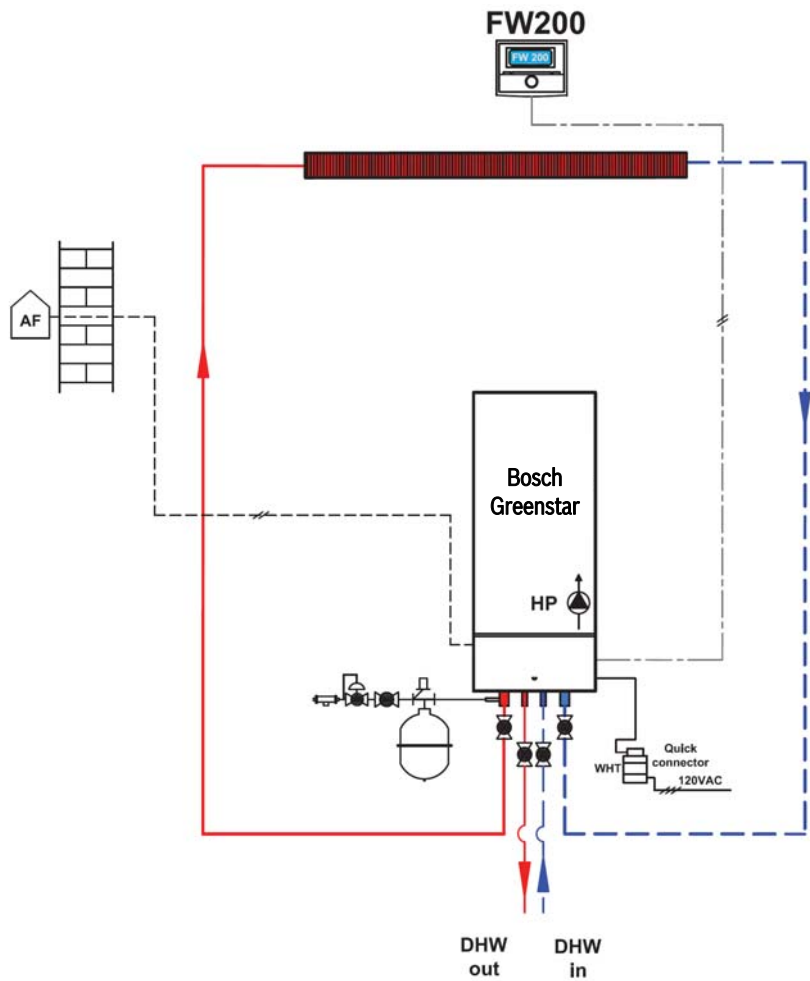 FW200
FW 200
AF
Bosch
Greenstar
HP
Quick
connector
WHT
120VAC
DHW
out
DHW
in